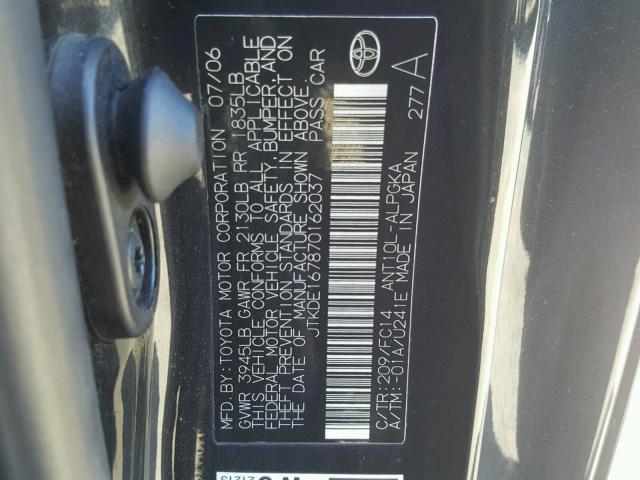 MFD.BY:TOYOTA MOTOR CORPORATION 07/06
GVWR 3945LB GAWR FR 2130LB RR 1835LB
THIS VEHICLE CONFORMS TO ALL APPLICABLE
FEDERAL MOTOR VEHICLE SAFETY, BUMPER, AND
THEFT PREVENTION STANDARDS IN EFFECT ON
THE DATE OF MANUFACTURE SHOWN ABOVE.
JTKDE167870162037 PASS CAR
C/TR:209/FC14 ANT10L-ALPGKA
A/TM:-01A/U241E MADE IN JAPAN 277 A